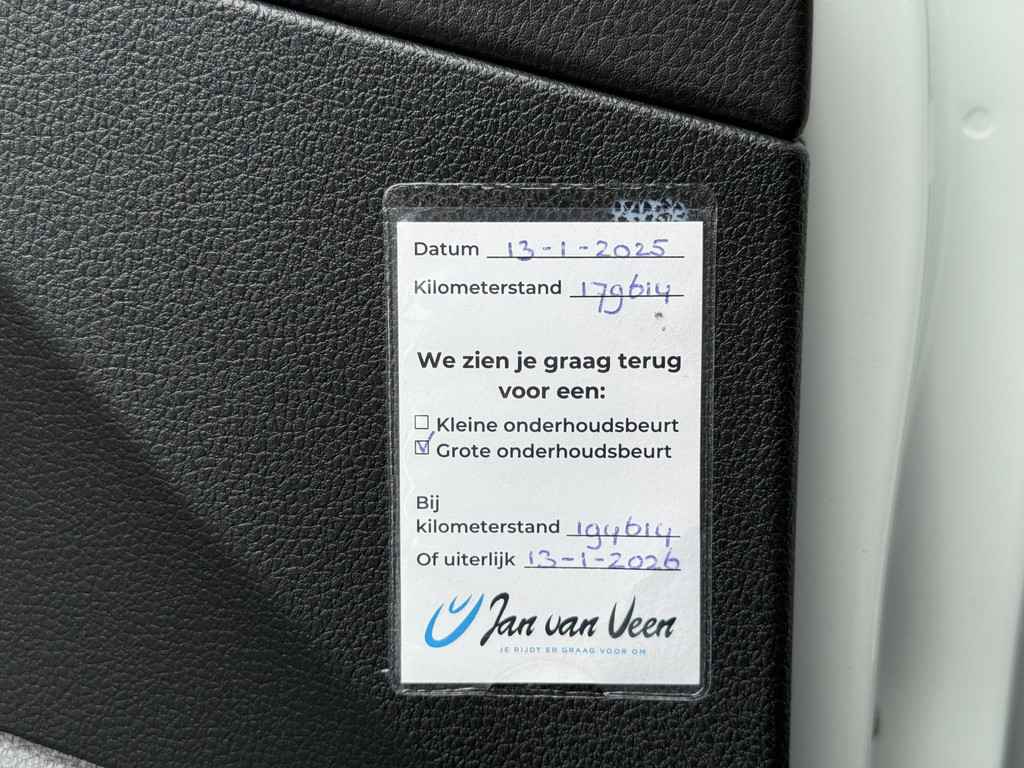 Datum 13-1-2025
Kilometerstand 179614
We zien je graag terug
voor een:
Kleine onderhoudsbeurt
Grote onderhoudsbeurt
Bij
kilometerstand 194614
Of uiterlijk 13-1-2026
Jan van Veen
JE RIJDT ER GRAAG VOOR OM